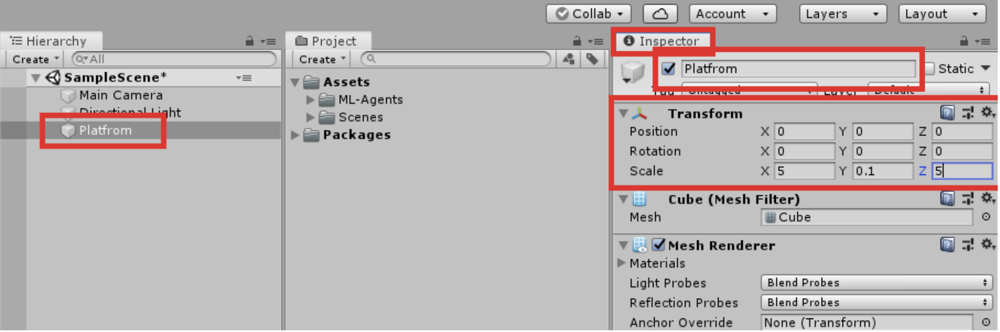 Collab Account Layers Layout
Hierarchy Project Inspector
Create All
SampleScene*
Main Camera
Directional Light
Platfrom
Create
Assets
ML-Agents
Scenes
Packages
Platfrom Static
Tag Untagged Layer Default
Transform
Position X 0 Y 0 Z 0
Rotation X 0 Y 0 Z 0
Scale X 5 Y 0.1 Z 5
Cube (Mesh Filter)
Mesh Cube
Mesh Renderer
Materials
Light Probes Blend Probes
Reflection Probes Blend Probes
Anchor Override None (Transform)